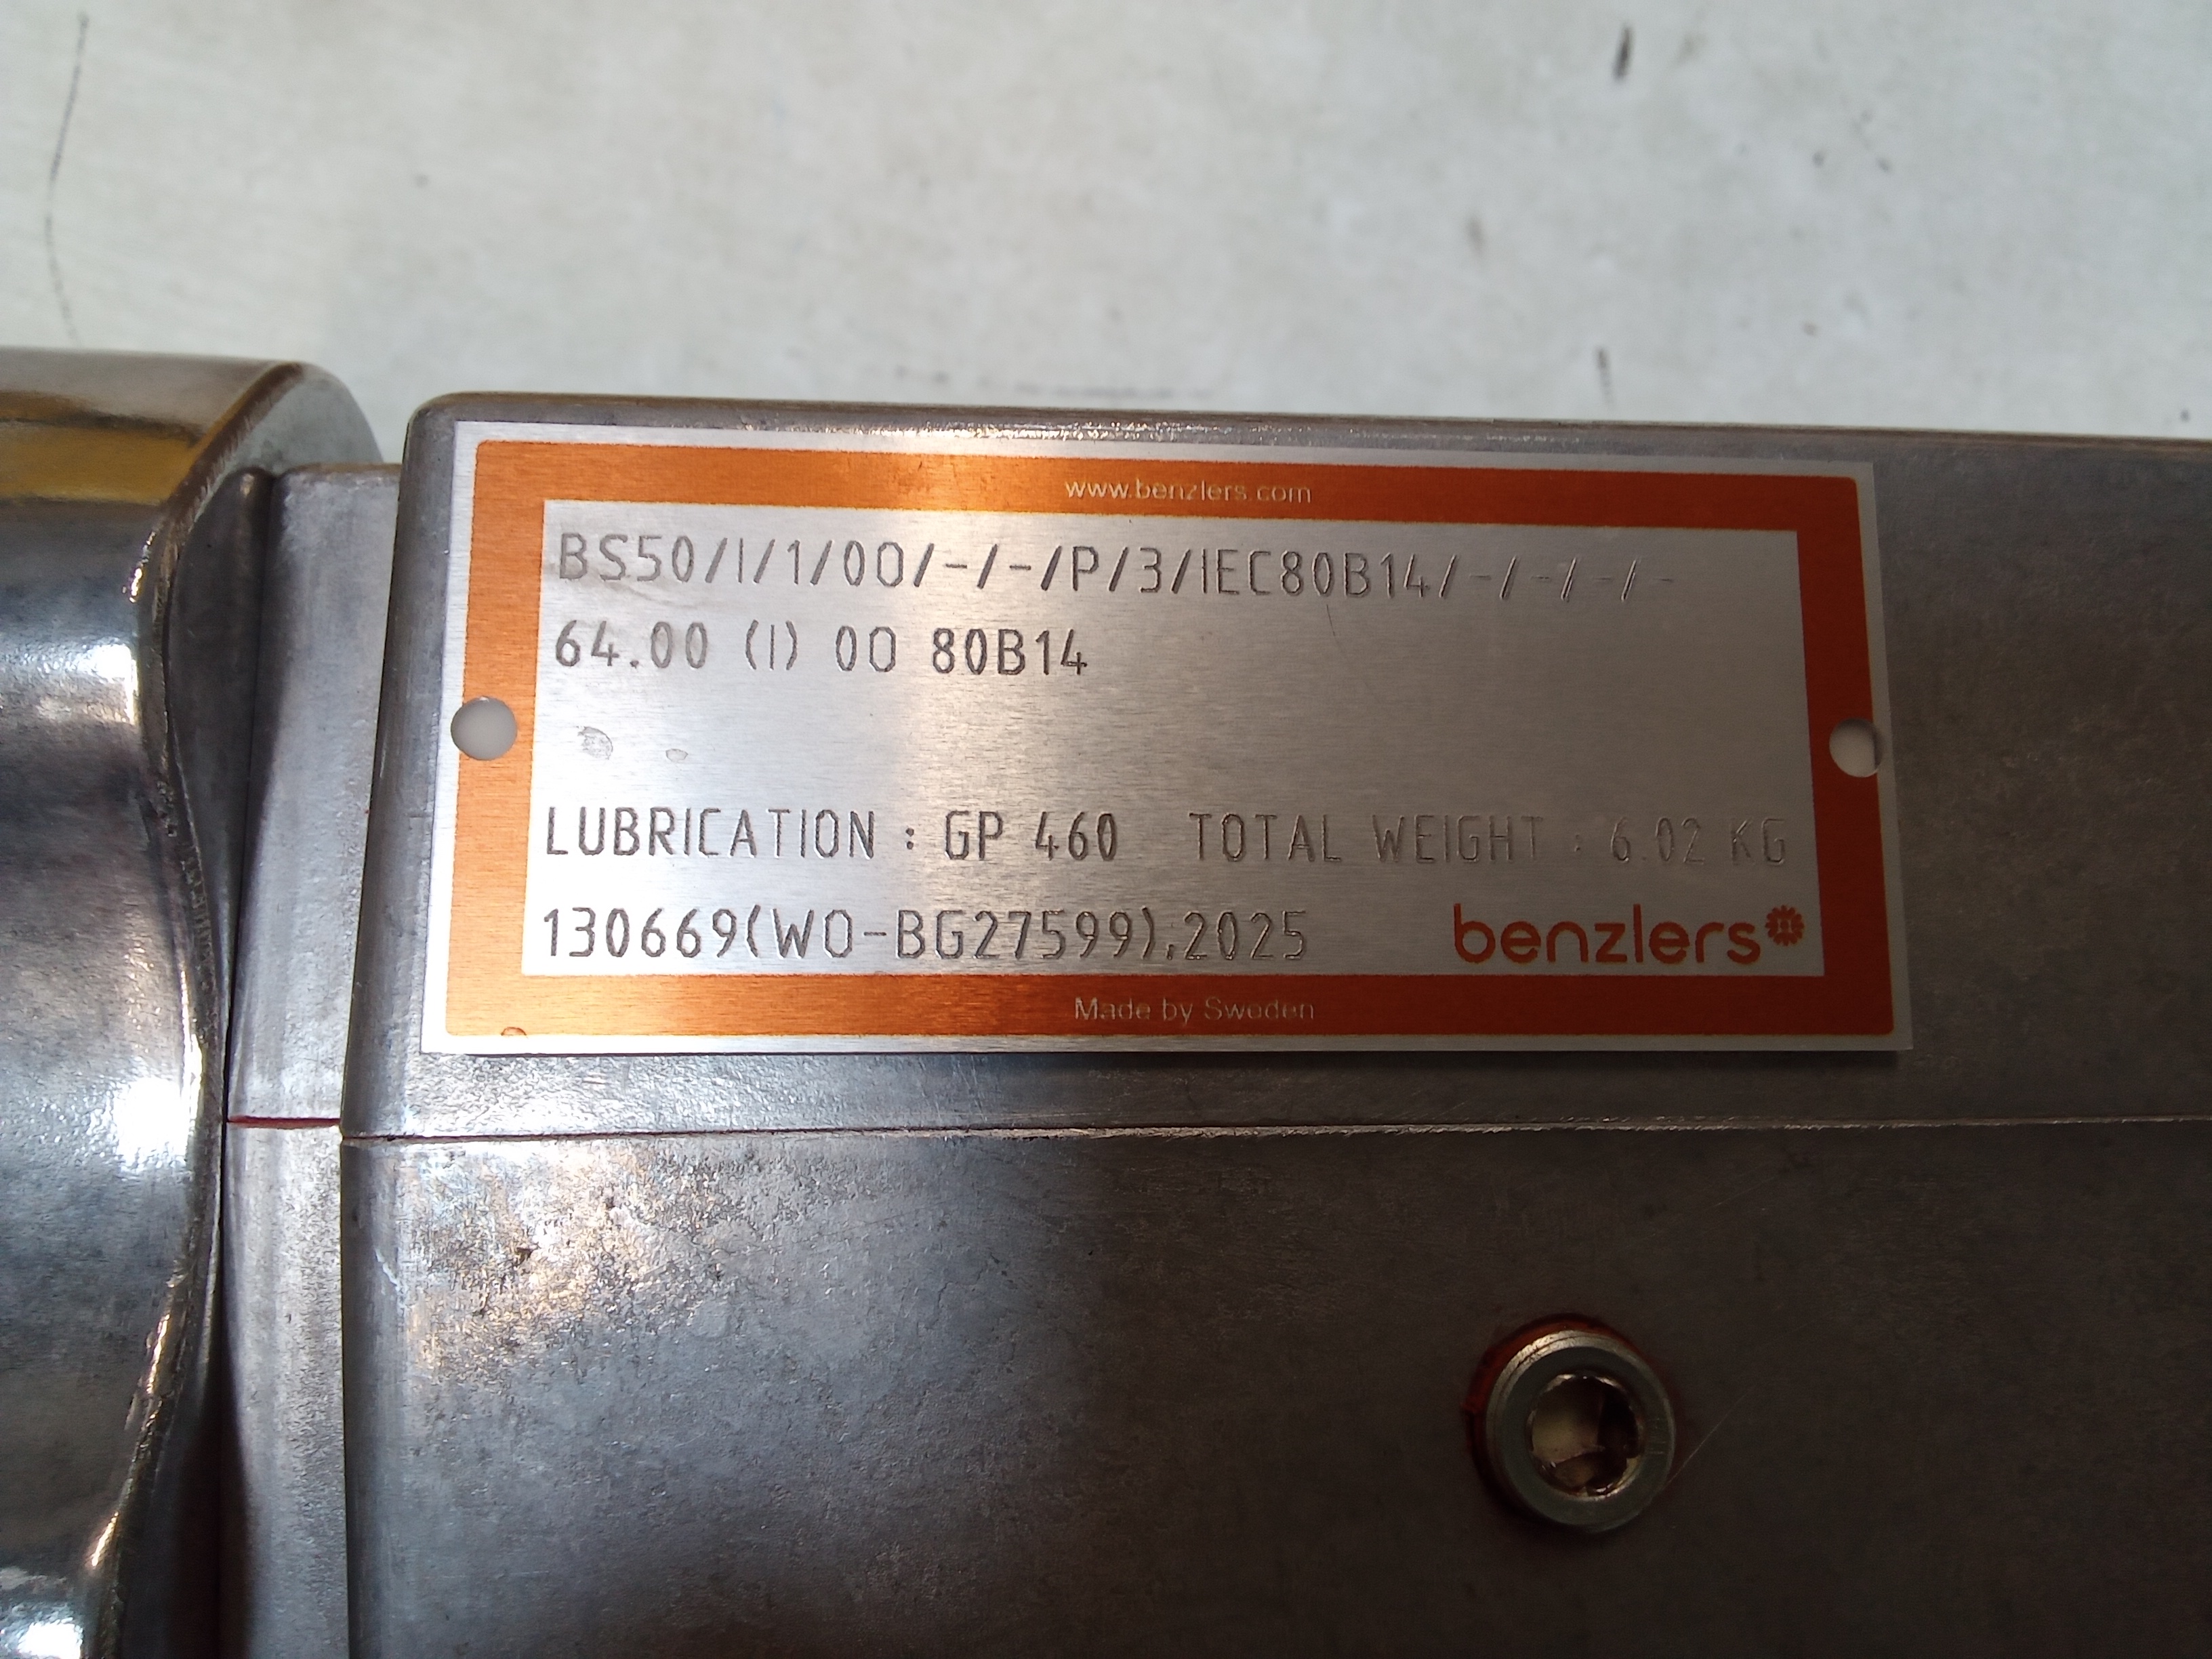 www.benzlers.com
BS50/I/1/00/-/-/P/3/IEC80B14/-/-/-/-
64.00 (I) 00 80B14
LUBRICATION : GP 460 TOTAL WEIGHT : 6.02 KG
130669(WO-BG27599),2025
benzlers
Made by Sweden